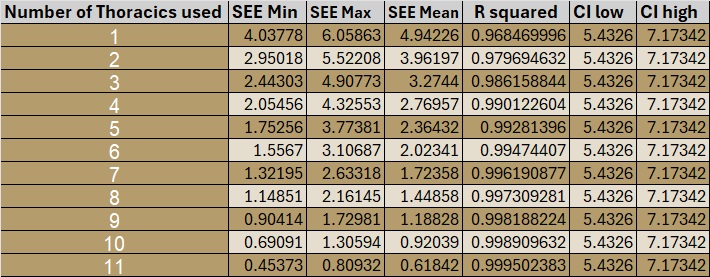 Number of Thoracics used SEE Min SEE Max SEE Mean R squared CI low CI high
1 4.03778 6.05863 4.94226 0.968469996 5.4326 7.17342
2 2.95018 5.52208 3.96197 0.979694632 5.4326 7.17342
3 2.44303 4.90773 3.2744 0.986158844 5.4326 7.17342
4 2.05456 4.32553 2.76957 0.990122604 5.4326 7.17342
5 1.75256 3.77381 2.36432 0.99281396 5.4326 7.17342
6 1.5567 3.10687 2.02341 0.99474407 5.4326 7.17342
7 1.32195 2.63318 1.72358 0.996190877 5.4326 7.17342
8 1.14851 2.16145 1.44858 0.997309281 5.4326 7.17342
9 0.90414 1.72981 1.18828 0.998188224 5.4326 7.17342
10 0.69091 1.30594 0.92039 0.998909632 5.4326 7.17342
11 0.45373 0.80932 0.61842 0.999502383 5.4326 7.17342